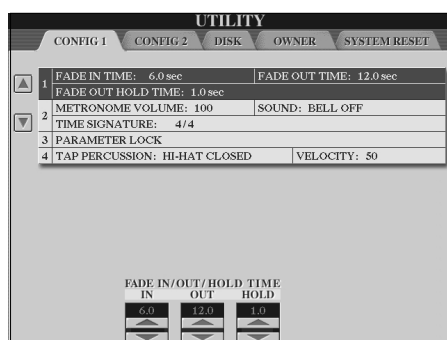 UTILITY
CONFIG 1 CONFIG 2 DISK OWNER SYSTEM RESET
1 FADE IN TIME: 6.0 sec FADE OUT TIME: 12.0 sec
FADE OUT HOLD TIME: 1.0 sec
2 METRONOME VOLUME: 100 SOUND: BELL OFF
TIME SIGNATURE: 4/4
3 PARAMETER LOCK
4 TAP PERCUSSION: HI-HAT CLOSED VELOCITY: 50
FADE IN/OUT/HOLD TIME
IN OUT HOLD
6.0 12.0 1.0